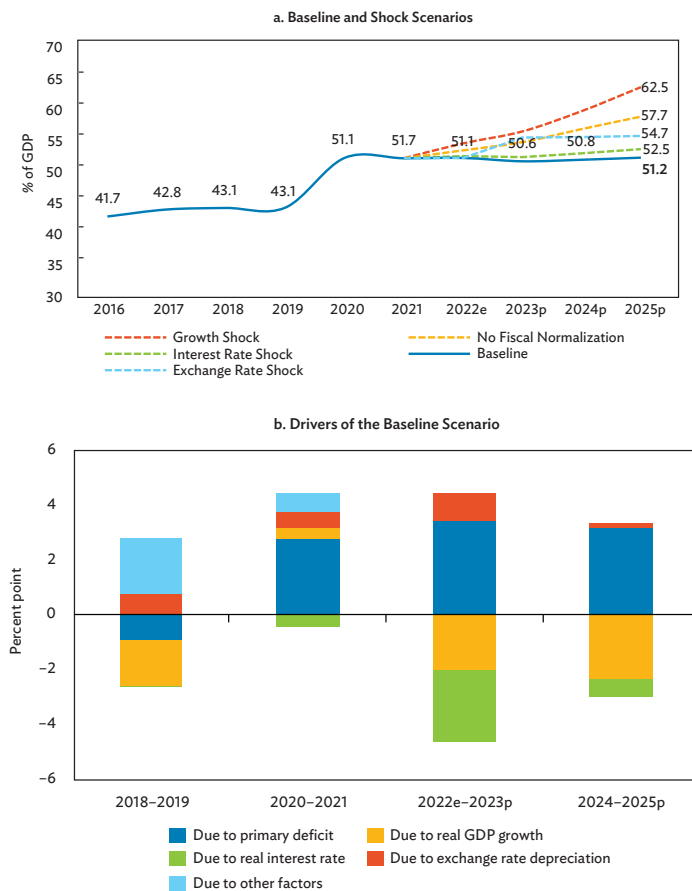 a. Baseline and Shock Scenarios
% of GDP
70
65
60
55
50
45
40
35
30
41.7
42.8
43.1
43.1
51.1
51.7
51.1
50.6
50.8
62.5
57.7
54.7
52.5
51.2
2016 2017 2018 2019 2020 2021 2022e 2023p 2024p 2025p
Growth Shock
No Fiscal Normalization
Interest Rate Shock
Baseline
Exchange Rate Shock
b. Drivers of the Baseline Scenario
Percent point
6
4
2
0
–2
–4
–6
2018–2019 2020–2021 2022e–2023p 2024–2025p
Due to primary deficit
Due to real GDP growth
Due to real interest rate
Due to exchange rate depreciation
Due to other factors